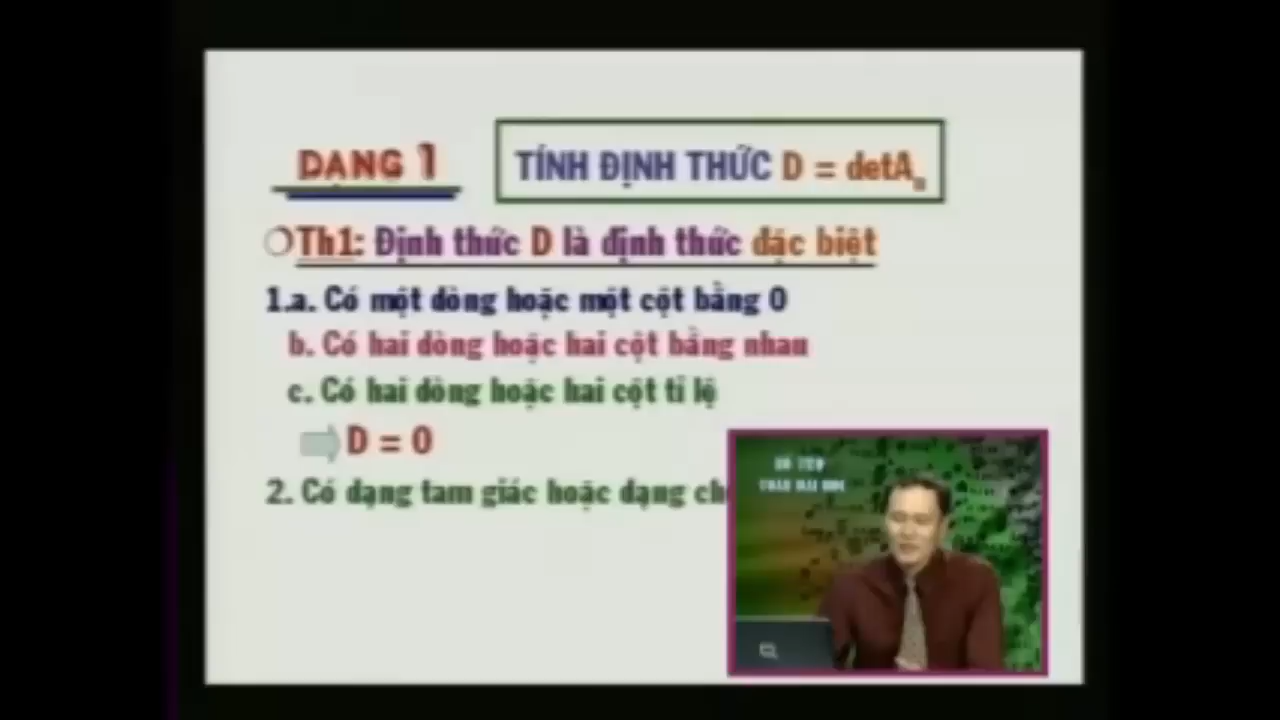 DẠNG 1
TÍNH ĐỊNH THỨC D = detAn
Th1: Định thức D là định thức đặc biệt
1.a. Có một dòng hoặc một cột bằng 0
b. Có hai dòng hoặc hai cột bằng nhau
c. Có hai dòng hoặc hai cột tỉ lệ
D = 0
2. Có dạng tam giác hoặc dạng